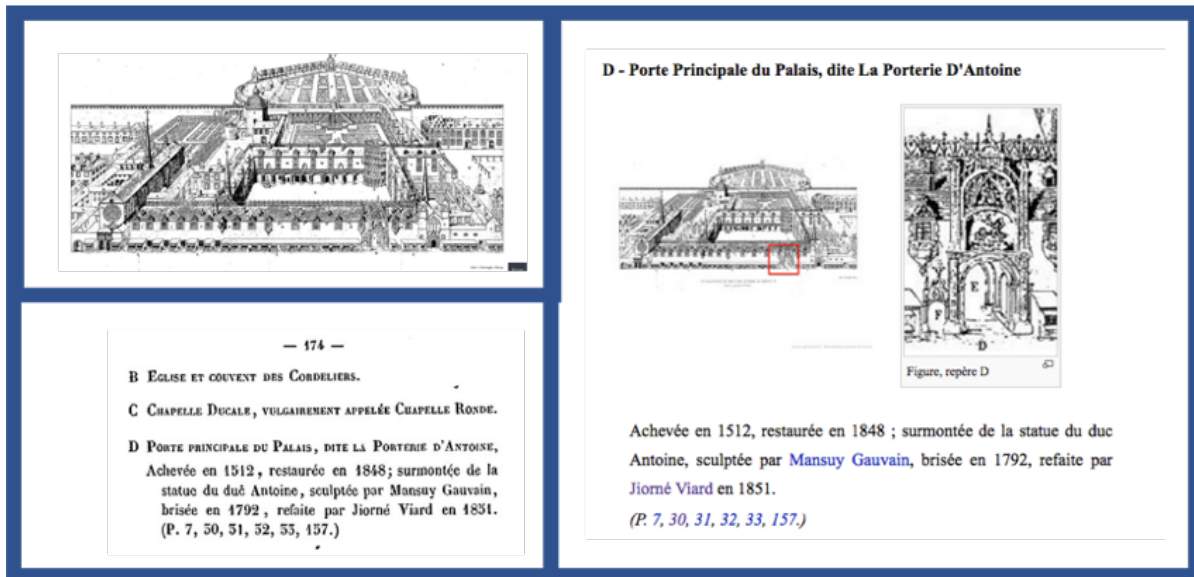 — 174 —
B EGLISE ET COUVENT DES CORDELIERS.
C CHAPELLE DUCALE, VULGAIREMENT APPELÉE CHAPELLE RONDE.
D PORTE PRINCIPALE DU PALAIS, DITE LA PORTERIE D'ANTOINE,
Achevée en 1512, restaurée en 1848; surmontée de la
statue du duc Antoine, sculptée par Mansuy Gauvain,
brisée en 1792, refaite par Jiorné Viard en 1851.
(P. 7, 30, 31, 32, 33, 157.)
D - Porte Principale du Palais, dite La Porterie D'Antoine
E
F
D
Figure, repère D
Achevée en 1512, restaurée en 1848 ; surmontée de la statue du duc
Antoine, sculptée par Mansuy Gauvain, brisée en 1792, refaite par
Jiorné Viard en 1851.
(P. 7, 30, 31, 32, 33, 157.)